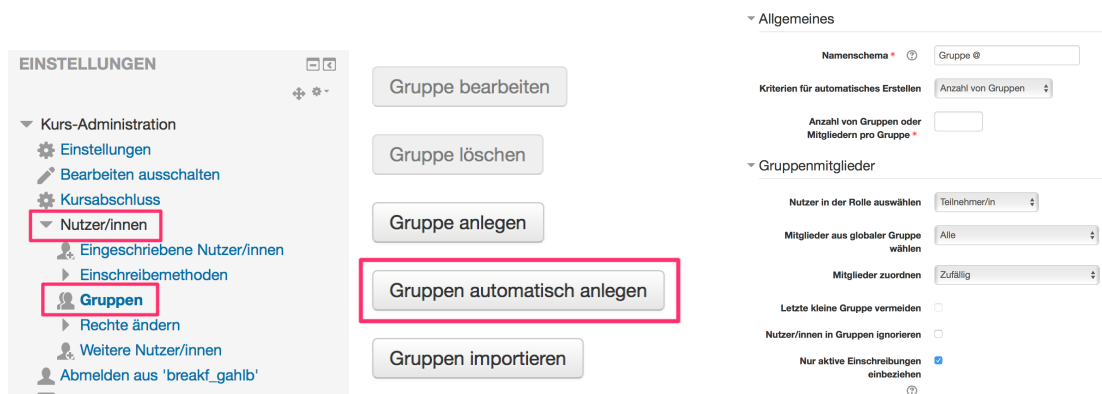 EINSTELLUNGEN
Kurs-Administration
Einstellungen
Bearbeiten ausschalten
Kursabschluss
Nutzer/innen
Eingeschriebene Nutzer/innen
Einschreibemethoden
Gruppen
Rechte ändern
Weitere Nutzer/innen
Abmelden aus 'breakf_gahlb'
Gruppe bearbeiten
Gruppe löschen
Gruppe anlegen
Gruppen automatisch anlegen
Gruppen importieren
Allgemeines
Namenschema * Gruppe @
Kriterien für automatisches Erstellen Anzahl von Gruppen
Anzahl von Gruppen oder
Mitgliedern pro Gruppe *
Gruppenmitglieder
Nutzer in der Rolle auswählen Teilnehmer/in
Mitglieder aus globaler Gruppe Alle
wählen
Mitglieder zuordnen Zufällig
Letzte kleine Gruppe vermeiden
Nutzer/innen in Gruppen ignorieren
Nur aktive Einschreibungen
einbeziehen